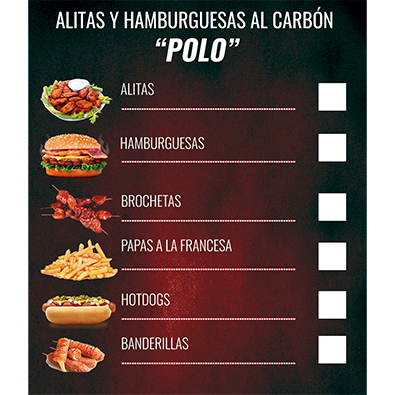 ALITAS Y HAMBURGUESAS AL CARBÓN
“POLO”
ALITAS
HAMBURGUESAS
BROCHETAS
PAPAS A LA FRANCESA
HOTDOGS
BANDERILLAS